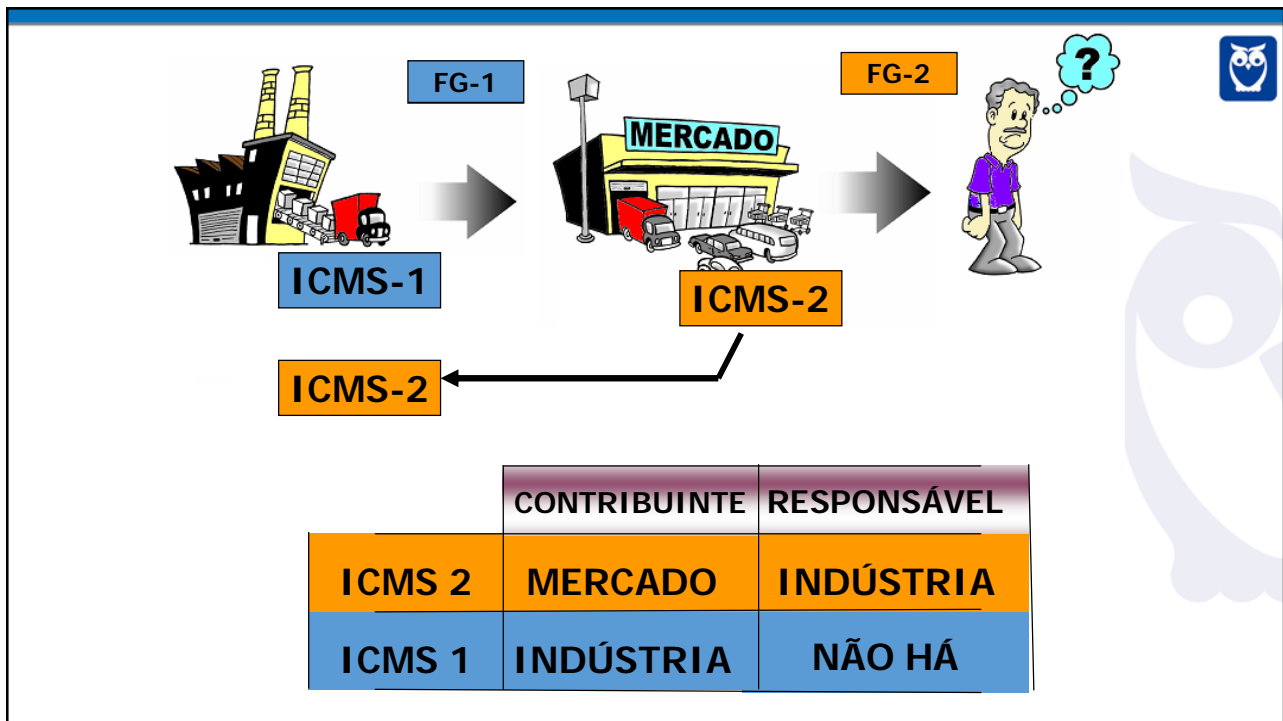 FG-1
FG-2
?
MERCADO
ICMS-1
ICMS-2
ICMS-2
CONTRIBUINTE RESPONSÁVEL
ICMS 2 MERCADO INDÚSTRIA
ICMS 1 INDÚSTRIA NÃO HÁ